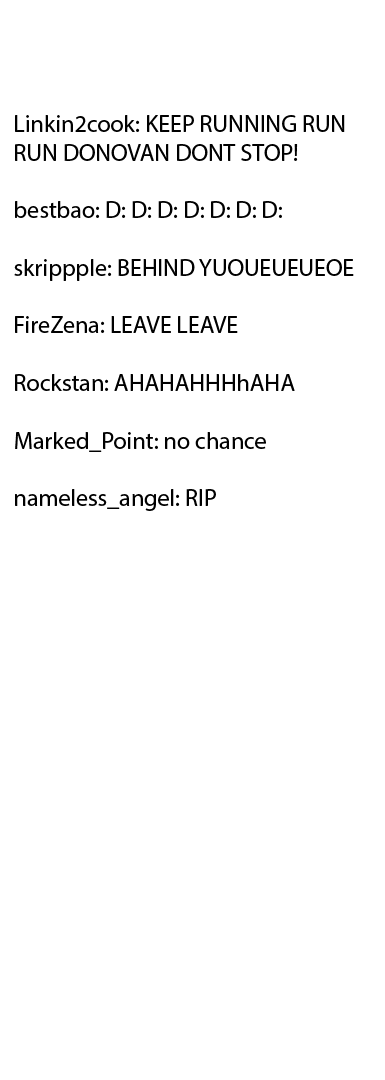 Linkin2cook: KEEP RUNNING RUN
RUN DONOVAN DONT STOP!
bestbao: D: D: D: D: D: D: D:
skrippple: BEHIND YUOUEUEUEOE
FireZena: LEAVE LEAVE
Rockstan: AHAHAHHHhAHA
Marked_Point: no chance
nameless_angel: RIP